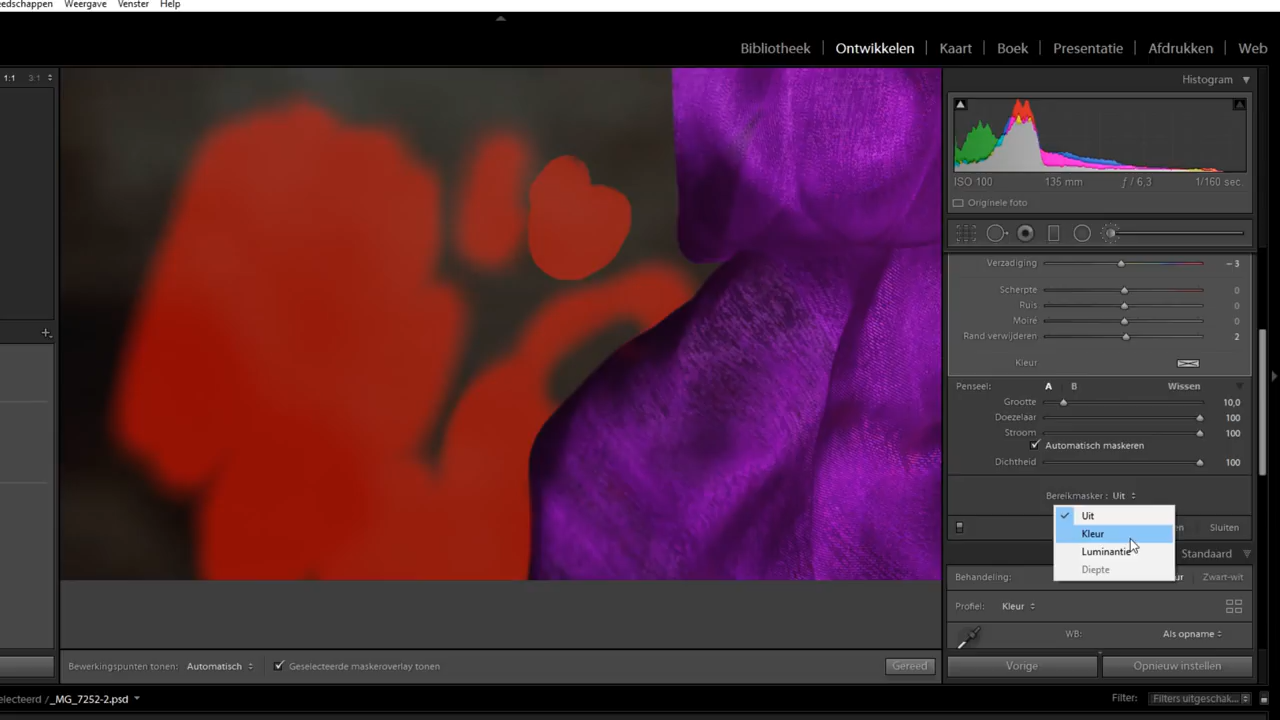 edschappen Weergave Venster Help
Bibliotheek Ontwikkelen Kaart Boek Presentatie Afdrukken Web
1:1 3:1
Histogram
ISO 100 135 mm ƒ / 6,3 1/160 sec.
Originele foto
Verzadiging – 3
Scherpte 0
Ruis 0
Moiré 0
Rand verwijderen 2
Kleur
Penseel: A B Wissen
Grootte 10,0
Doezelaar 100
Stroom 100
Automatisch maskeren
Dichtheid 100
Bereikmasker : Uit
Uit
Kleur
Luminantie
Diepte
en Sluiten
Standaard
Behandeling: ur Zwart-wit
Profiel: Kleur
WB: Als opname
Bewerkingspunten tonen: Automatisch Geselecteerde maskeroverlay tonen Gereed
Vorige Opnieuw instellen
electeerd /_MG_7252-2.psd
Filter: Filters uitgeschak...